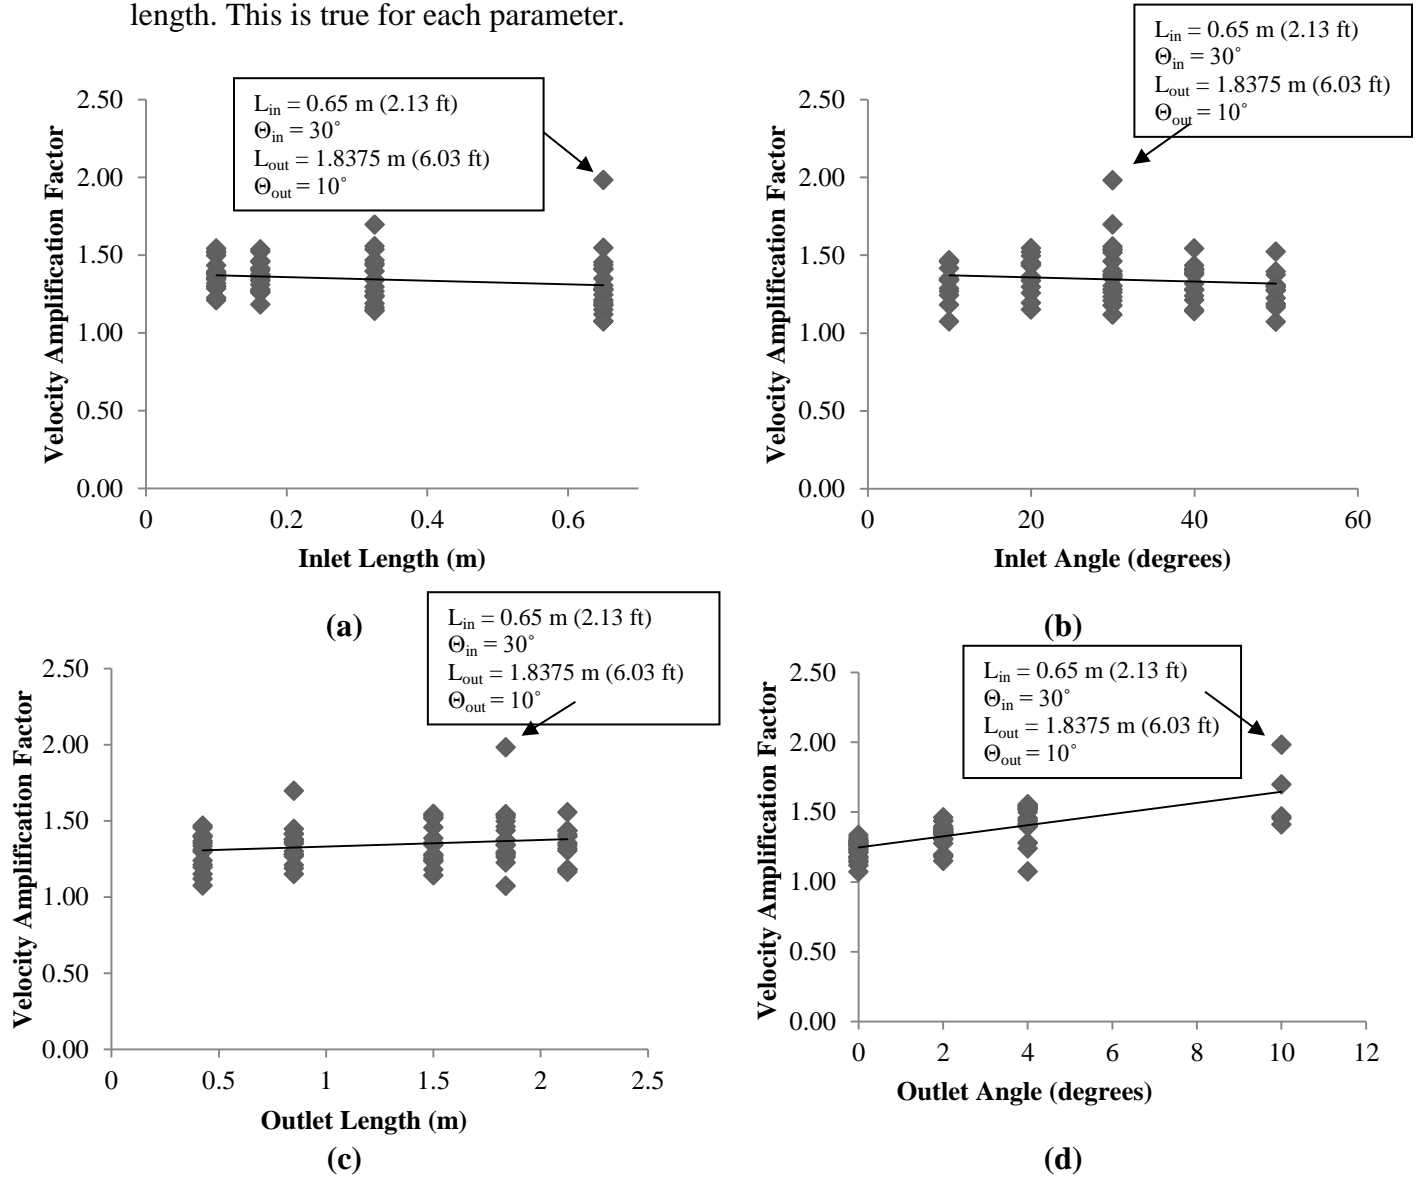 length. This is true for each parameter.
L_in = 0.65 m (2.13 ft)
Θ_in = 30˚
L_out = 1.8375 m (6.03 ft)
Θ_out = 10˚
Velocity Amplification Factor
2.50
2.00
1.50
1.00
0.50
0.00
0 0.2 0.4 0.6
Inlet Length (m)
(a)
L_in = 0.65 m (2.13 ft)
Θ_in = 30˚
L_out = 1.8375 m (6.03 ft)
Θ_out = 10˚
Velocity Amplification Factor
2.50
2.00
1.50
1.00
0.50
0.00
0 20 40 60
Inlet Angle (degrees)
(b)
L_in = 0.65 m (2.13 ft)
Θ_in = 30˚
L_out = 1.8375 m (6.03 ft)
Θ_out = 10˚
Velocity Amplification Factor
2.50
2.00
1.50
1.00
0.50
0.00
0 0.5 1 1.5 2 2.5
Outlet Length (m)
(c)
L_in = 0.65 m (2.13 ft)
Θ_in = 30˚
L_out = 1.8375 m (6.03 ft)
Θ_out = 10˚
Velocity Amplification Factor
2.50
2.00
1.50
1.00
0.50
0.00
0 2 4 6 8 10 12
Outlet Angle (degrees)
(d)